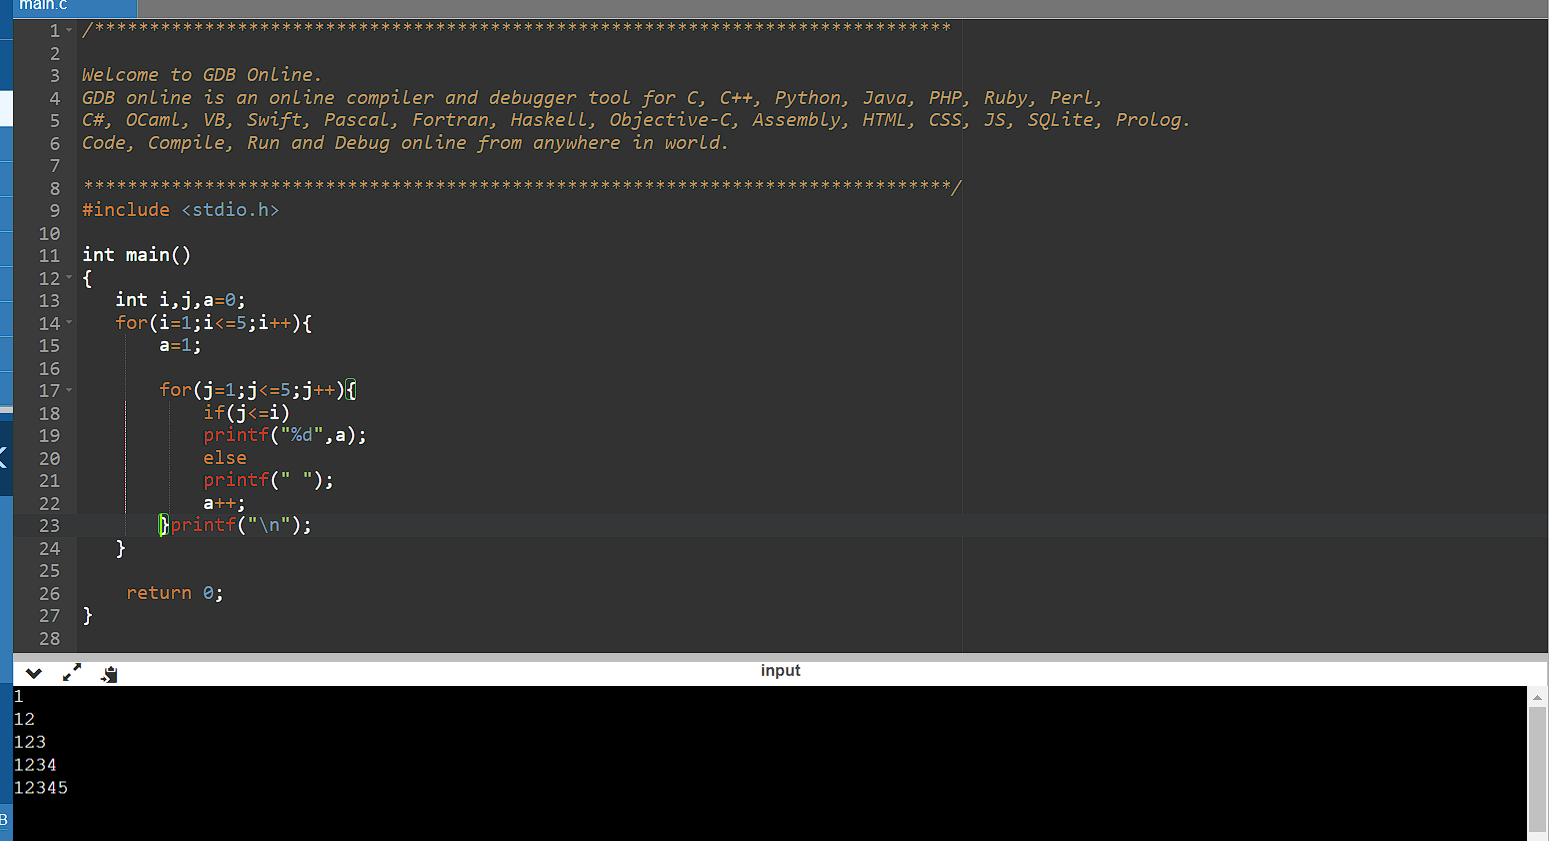 main.c
1 /******************************************************************************
2
3 Welcome to GDB Online.
4 GDB online is an online compiler and debugger tool for C, C++, Python, Java, PHP, Ruby, Perl,
5 C#, OCaml, VB, Swift, Pascal, Fortran, Haskell, Objective-C, Assembly, HTML, CSS, JS, SQLite, Prolog.
6 Code, Compile, Run and Debug online from anywhere in world.
7
8 *******************************************************************************/
9 #include <stdio.h>
10
11 int main()
12 {
13    int i,j,a=0;
14    for(i=1;i<=5;i++){
15        a=1;
16
17        for(j=1;j<=5;j++){
18            if(j<=i)
19            printf("%d",a);
20            else
21            printf(" ");
22            a++;
23        }printf("\n");
24    }
25
26     return 0;
27 }
28
input
1
12
123
1234
12345
B